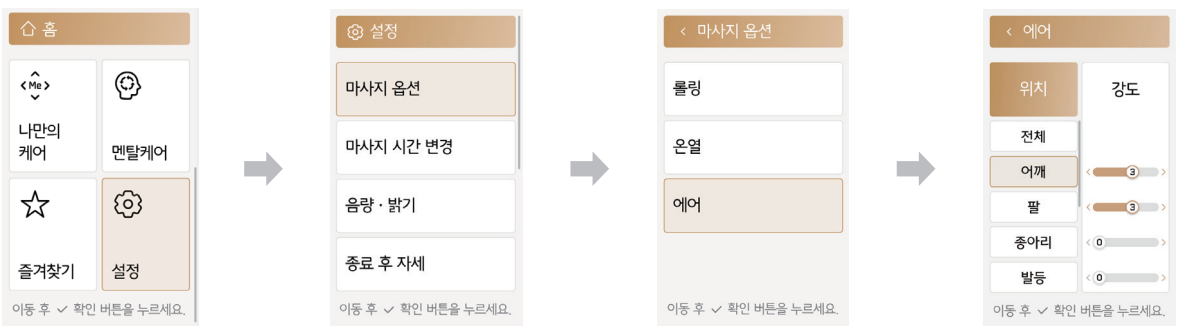 홈
Me
나만의
케어
멘탈케어
즐겨찾기
설정
이동 후 ✓ 확인 버튼을 누르세요.
설정
마사지 옵션
마사지 시간 변경
음량 · 밝기
종료 후 자세
이동 후 ✓ 확인 버튼을 누르세요.
< 마사지 옵션
롤링
온열
에어
이동 후 ✓ 확인 버튼을 누르세요.
< 에어
위치 강도
전체
어깨 < 3 >
팔 < 3 >
종아리 < 0 >
발등 < 0 >
이동 후 ✓ 확인 버튼을 누르세요.